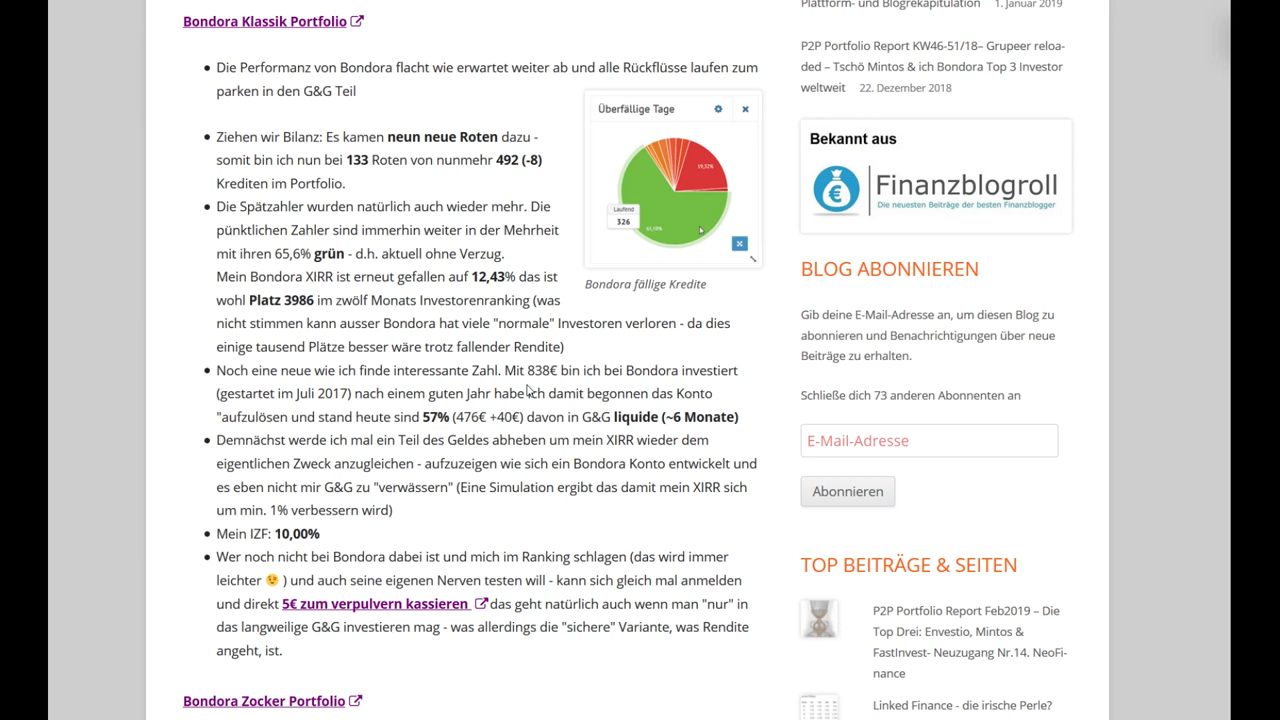 Bondora Klassik Portfolio
Die Performanz von Bondora flacht wie erwartet weiter ab und alle Rückflüsse laufen zum
parken in den G&G Teil
Ziehen wir Bilanz: Es kamen neun neue Roten dazu -
somit bin ich nun bei 133 Roten von nunmehr 492 (-8)
Krediten im Portfolio.
Die Spätzahler wurden natürlich auch wieder mehr. Die
pünktlichen Zahler sind immerhin weiter in der Mehrheit
mit ihren 65,6% grün - d.h. aktuell ohne Verzug.
Mein Bondora XIRR ist erneut gefallen auf 12,43% das ist
wohl Platz 3986 im zwölf Monats Investorenranking (was
nicht stimmen kann ausser Bondora hat viele "normale" Investoren verloren - da dies
einige tausend Plätze besser wäre trotz fallender Rendite)
Überfällige Tage
19,32%
Laufend
326
65,59%
Bondora fällige Kredite
Noch eine neue wie ich finde interessante Zahl. Mit 838€ bin ich bei Bondora investiert
(gestartet im Juli 2017) nach einem guten Jahr habe ich damit begonnen das Konto
"aufzulösen und stand heute sind 57% (476€ +40€) davon in G&G liquide (~6 Monate)
Demnächst werde ich mal ein Teil des Geldes abheben um mein XIRR wieder dem
eigentlichen Zweck anzugleichen - aufzuzeigen wie sich ein Bondora Konto entwickelt und
es eben nicht mir G&G zu "verwässern" (Eine Simulation ergibt das damit mein XIRR sich
um min. 1% verbessern wird)
Mein IZF: 10,00%
Wer noch nicht bei Bondora dabei ist und mich im Ranking schlagen (das wird immer
leichter 😉 ) und auch seine eigenen Nerven testen will - kann sich gleich mal anmelden
und direkt 5€ zum verpulvern kassieren das geht natürlich auch wenn man "nur" in
das langweilige G&G investieren mag - was allerdings die "sichere" Variante, was Rendite
angeht, ist.
Bondora Zocker Portfolio
Plattform- und Blogrekapitulation 1. Januar 2019
P2P Portfolio Report KW46-51/18– Grupeer reloa-
ded – Tschö Mintos & ich Bondora Top 3 Investor
weltweit 22. Dezember 2018
Bekannt aus
Finanzblogroll
Die neuesten Beiträge der besten Finanzblogger
BLOG ABONNIEREN
Gib deine E-Mail-Adresse an, um diesen Blog zu
abonnieren und Benachrichtigungen über neue
Beiträge zu erhalten.
Schließe dich 73 anderen Abonnenten an
E-Mail-Adresse
Abonnieren
TOP BEITRÄGE & SEITEN
P2P Portfolio Report Feb2019 – Die
Top Drei: Envestio, Mintos &
FastInvest- Neuzugang Nr.14. NeoFi-
nance
Linked Finance - die irische Perle?